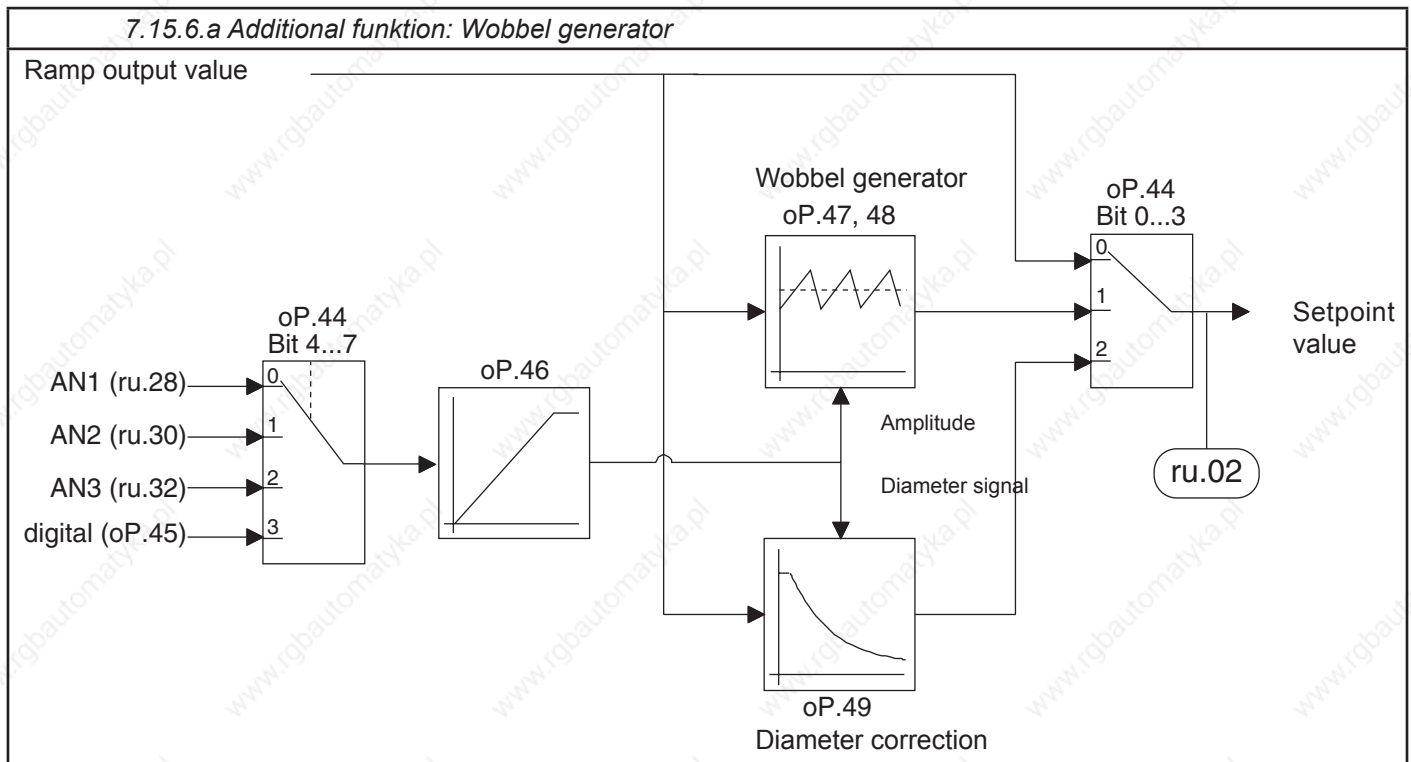 7.15.6.a Additional funktion: Wobbel generator
Ramp output value
Wobbel generator
oP.47, 48
oP.44
Bit 0...3
0
1
2
Setpoint
value
ru.02
oP.44
Bit 4...7
AN1 (ru.28)
0
AN2 (ru.30)
1
AN3 (ru.32)
2
digital (oP.45)
3
oP.46
Amplitude
Diameter signal
oP.49
Diameter correction
www.rgbautomatyka.pl